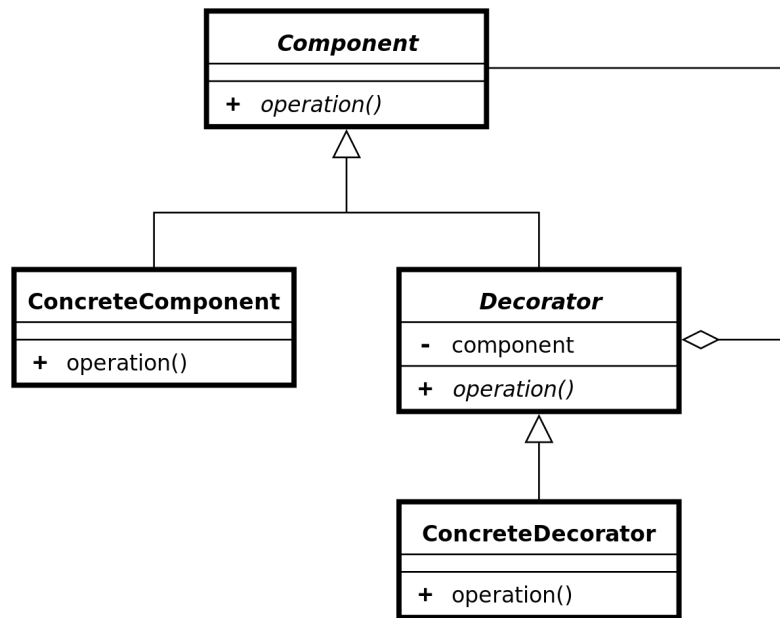 Component
+ operation()
ConcreteComponent
+ operation()
Decorator
- component
+ operation()
ConcreteDecorator
+ operation()